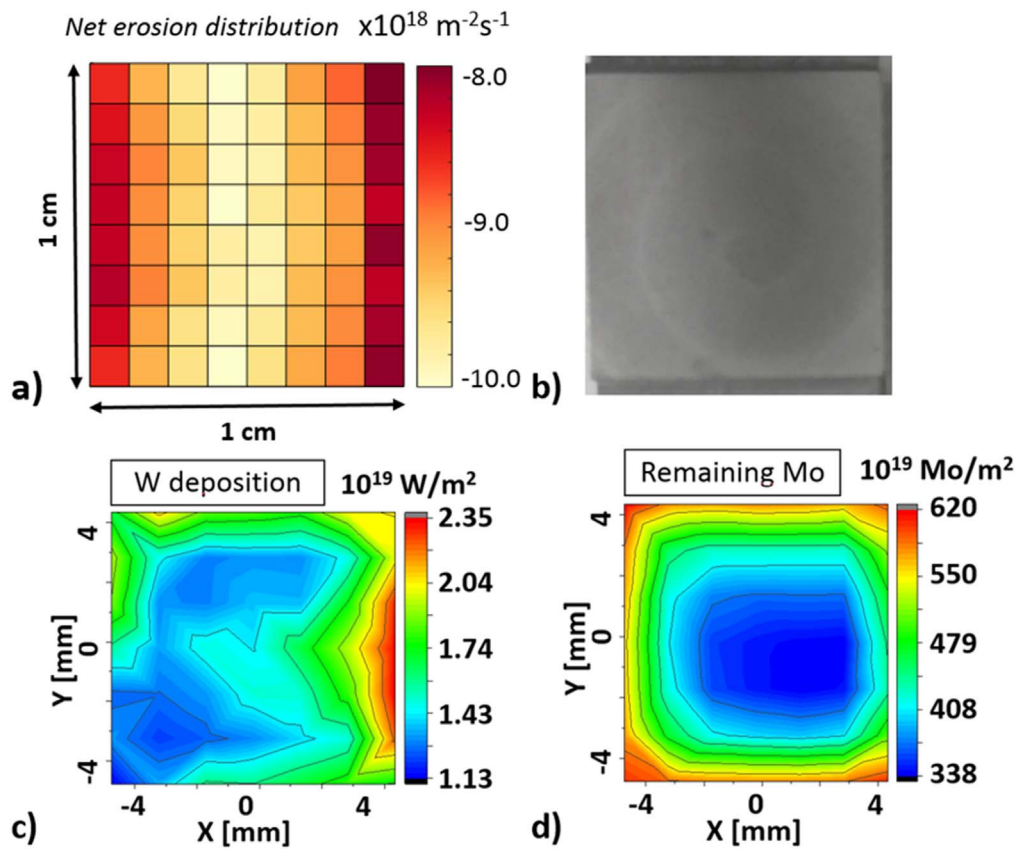 Net erosion distribution x10¹⁸ m⁻²s⁻¹
-8.0
-9.0
-10.0
1 cm
1 cm
a)
b)
W deposition 10¹⁹ W/m²
2.35
2.04
1.74
1.43
1.13
4
0
-4
Y [mm]
-4 0 4
X [mm]
c)
Remaining Mo 10¹⁹ Mo/m²
620
550
479
408
338
4
0
-4
Y [mm]
-4 0 4
X [mm]
d)